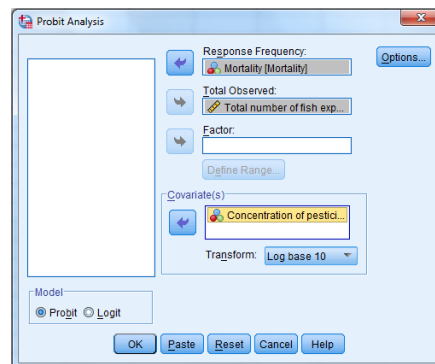 Probit Analysis
Response Frequency:
Mortality [Mortality]
Options...
Total Observed:
Total number of fish exp...
Factor:
Define Range...
Covariate(s)
Concentration of pestici...
Transform: Log base 10
Model
Probit Logit
OK Paste Reset Cancel Help